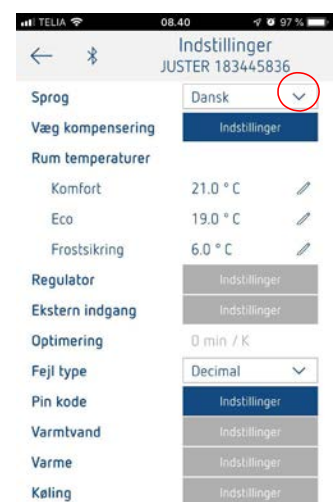 TELIA 08.40 97 %
Indstillinger
JUSTER 183445836
Sprog Dansk
Væg kompensering Indstillinger
Rum temperaturer
Komfort 21.0 ° C
Eco 19.0 ° C
Frostsikring 6.0 ° C
Regulator Indstillinger
Ekstern indgang Indstillinger
Optimering 0 min / K
Fejl type Decimal
Pin kode Indstillinger
Varmtvand Indstillinger
Varme Indstillinger
Køling Indstillinger